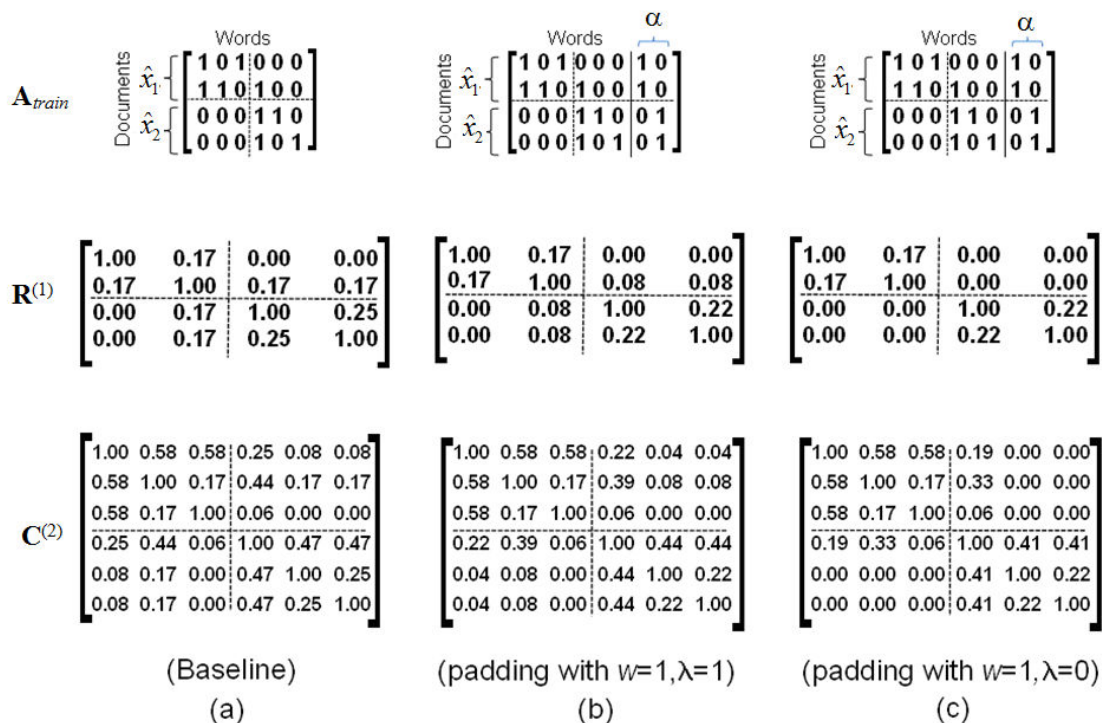 A_train
Words
Documents
x̂₁
x̂₂
1 0 1 0 0 0
1 1 0 1 0 0
0 0 0 1 1 0
0 0 0 1 0 1
Words α
Documents
x̂₁
x̂₂
1 0 1 0 0 0 1 0
1 1 0 1 0 0 1 0
0 0 0 1 1 0 0 1
0 0 0 1 0 1 0 1
Words α
Documents
x̂₁
x̂₂
1 0 1 0 0 0 1 0
1 1 0 1 0 0 1 0
0 0 0 1 1 0 0 1
0 0 0 1 0 1 0 1
R⁽¹⁾
1.00 0.17 0.00 0.00
0.17 1.00 0.17 0.17
0.00 0.17 1.00 0.25
0.00 0.17 0.25 1.00
1.00 0.17 0.00 0.00
0.17 1.00 0.08 0.08
0.00 0.08 1.00 0.22
0.00 0.08 0.22 1.00
1.00 0.17 0.00 0.00
0.17 1.00 0.00 0.00
0.00 0.00 1.00 0.22
0.00 0.00 0.22 1.00
C⁽²⁾
1.00 0.58 0.58 0.25 0.08 0.08
0.58 1.00 0.17 0.44 0.17 0.17
0.58 0.17 1.00 0.06 0.00 0.00
0.25 0.44 0.06 1.00 0.47 0.47
0.08 0.17 0.00 0.47 1.00 0.25
0.08 0.17 0.00 0.47 0.25 1.00
1.00 0.58 0.58 0.22 0.04 0.04
0.58 1.00 0.17 0.39 0.08 0.08
0.58 0.17 1.00 0.06 0.00 0.00
0.22 0.39 0.06 1.00 0.44 0.44
0.04 0.08 0.00 0.44 1.00 0.22
0.04 0.08 0.00 0.44 0.22 1.00
1.00 0.58 0.58 0.19 0.00 0.00
0.58 1.00 0.17 0.33 0.00 0.00
0.58 0.17 1.00 0.06 0.00 0.00
0.19 0.33 0.06 1.00 0.41 0.41
0.00 0.00 0.00 0.41 1.00 0.22
0.00 0.00 0.00 0.41 0.22 1.00
(Baseline)
(a)
(padding with w=1,λ=1)
(b)
(padding with w=1,λ=0)
(c)